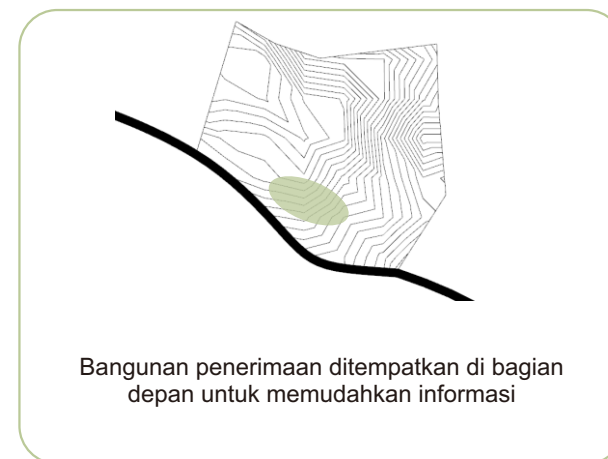 Bangunan penerimaan ditempatkan di bagian
depan untuk memudahkan informasi